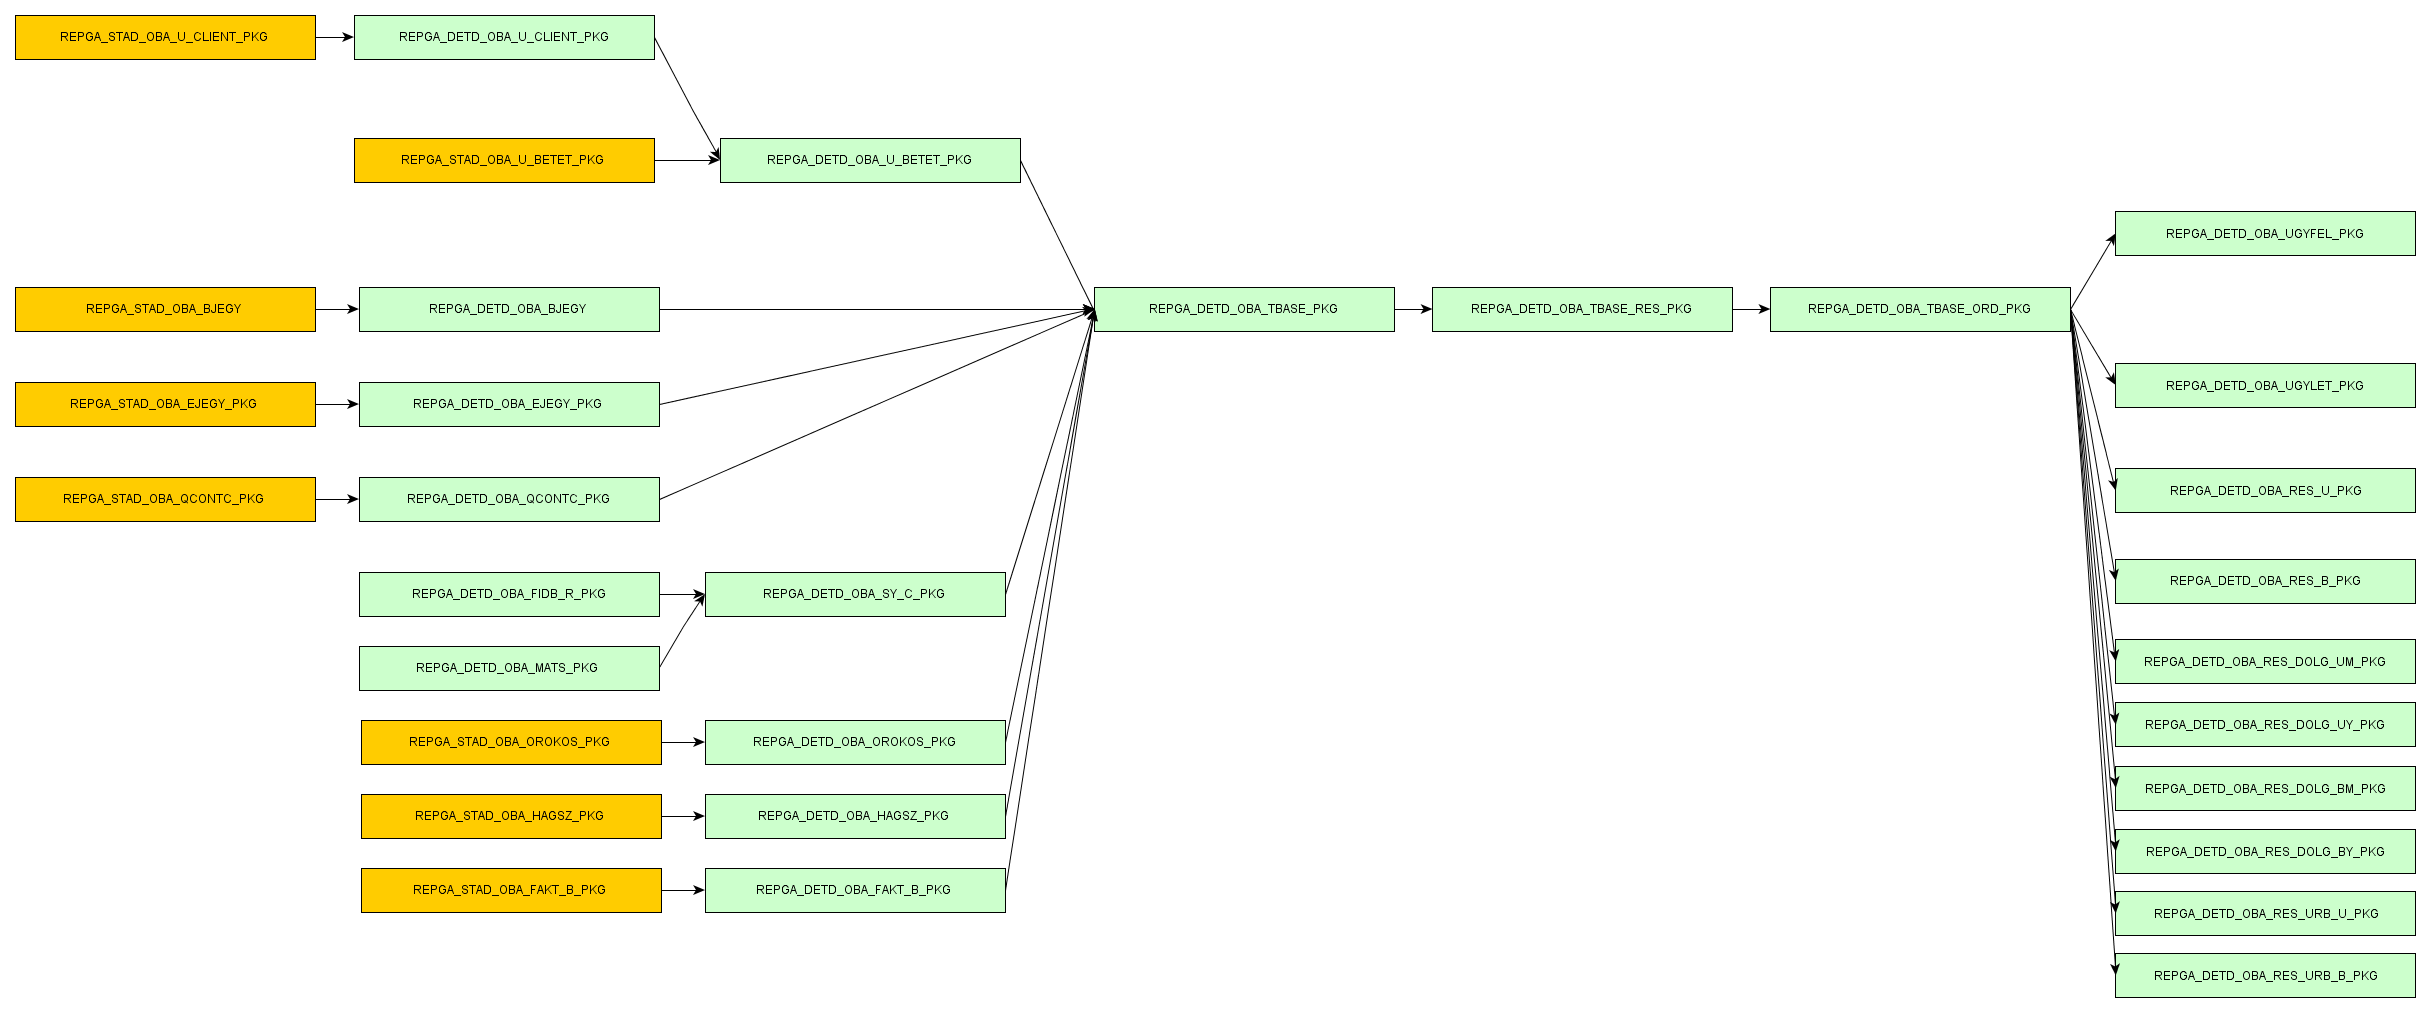 REPGA_STAD_OBA_U_CLIENT_PKG
REPGA_DETD_OBA_U_CLIENT_PKG
REPGA_STAD_OBA_U_BETET_PKG
REPGA_DETD_OBA_U_BETET_PKG
REPGA_DETD_OBA_UGYFEL_PKG
REPGA_STAD_OBA_BJEGY
REPGA_DETD_OBA_BJEGY
REPGA_DETD_OBA_TBASE_PKG
REPGA_DETD_OBA_TBASE_RES_PKG
REPGA_DETD_OBA_TBASE_ORD_PKG
REPGA_DETD_OBA_UGYLET_PKG
REPGA_STAD_OBA_EJEGY_PKG
REPGA_DETD_OBA_EJEGY_PKG
REPGA_DETD_OBA_RES_U_PKG
REPGA_STAD_OBA_QCONTC_PKG
REPGA_DETD_OBA_QCONTC_PKG
REPGA_DETD_OBA_RES_B_PKG
REPGA_DETD_OBA_FIDB_R_PKG
REPGA_DETD_OBA_SY_C_PKG
REPGA_DETD_OBA_RES_DOLG_UM_PKG
REPGA_DETD_OBA_MATS_PKG
REPGA_DETD_OBA_RES_DOLG_UY_PKG
REPGA_STAD_OBA_OROKOS_PKG
REPGA_DETD_OBA_OROKOS_PKG
REPGA_DETD_OBA_RES_DOLG_BM_PKG
REPGA_STAD_OBA_HAGSZ_PKG
REPGA_DETD_OBA_HAGSZ_PKG
REPGA_DETD_OBA_RES_DOLG_BY_PKG
REPGA_STAD_OBA_FAKT_B_PKG
REPGA_DETD_OBA_FAKT_B_PKG
REPGA_DETD_OBA_RES_URB_U_PKG
REPGA_DETD_OBA_RES_URB_B_PKG